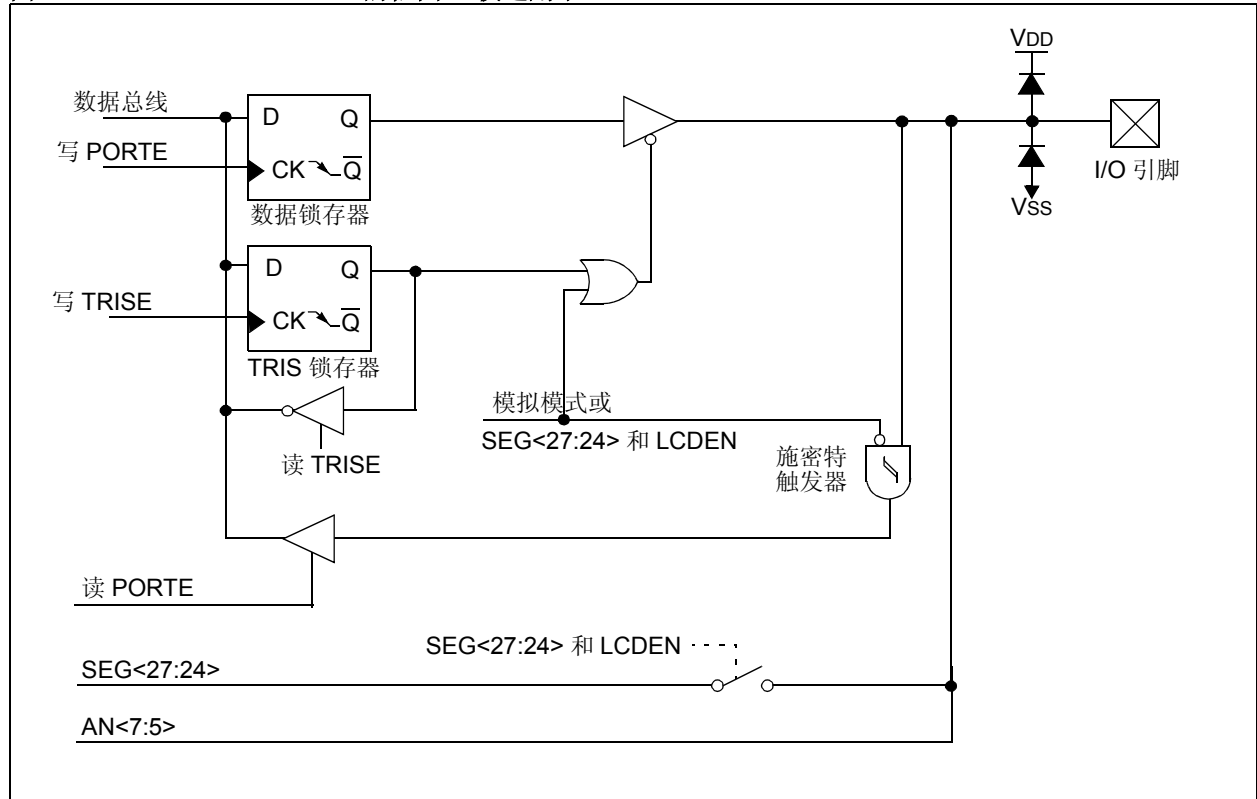 VDD
数据总线
D Q
写 PORTE
CK Q
I/O 引脚
数据锁存器
VSS
D Q
写 TRISE
CK Q
TRIS 锁存器
模拟模式或
SEG<27:24> 和 LCDEN
施密特
触发器
读 TRISE
读 PORTE
SEG<27:24> 和 LCDEN
SEG<27:24>
AN<7:5>